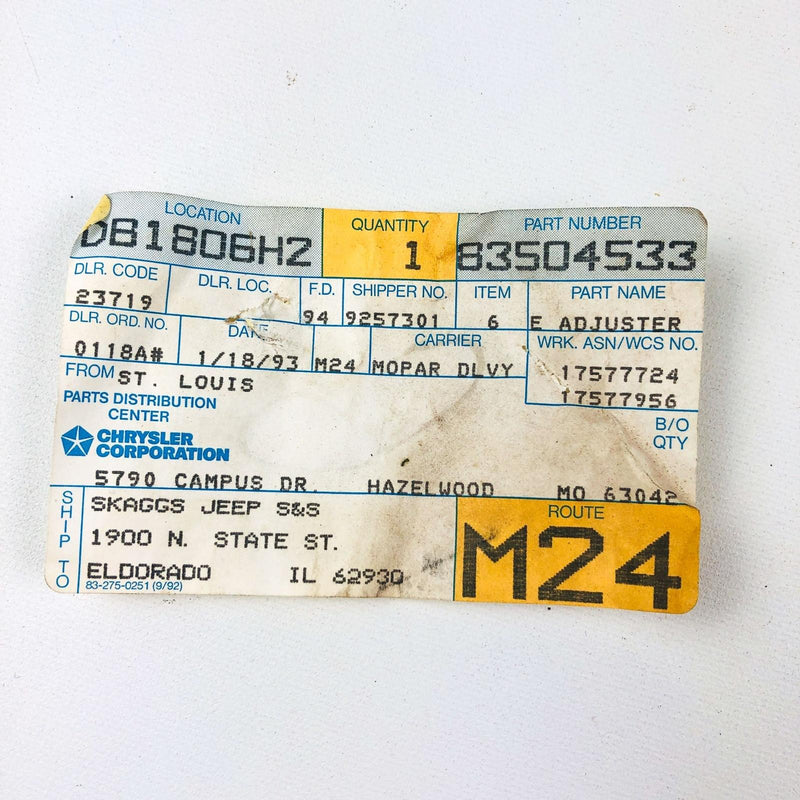 LOCATION QUANTITY PART NUMBER
DB1806H2 1 83504533
DLR. CODE DLR. LOC. F.D. SHIPPER NO. ITEM PART NAME
23719 94 9257301 6 E ADJUSTER
DLR. ORD. NO. DATE CARRIER WRK. ASN/WCS NO.
0118A# 1/18/93 M24 MOPAR DLVY 17577724
17577956
FROM ST. LOUIS
PARTS DISTRIBUTION
CENTER
B/O
QTY
CHRYSLER
CORPORATION
5790 CAMPUS DR. HAZELWOOD MO 63042
SHIP TO
SKAGGS JEEP S&S
1900 N. STATE ST.
ELDORADO IL 62930
83-275-0251 (9/92)
ROUTE
M24